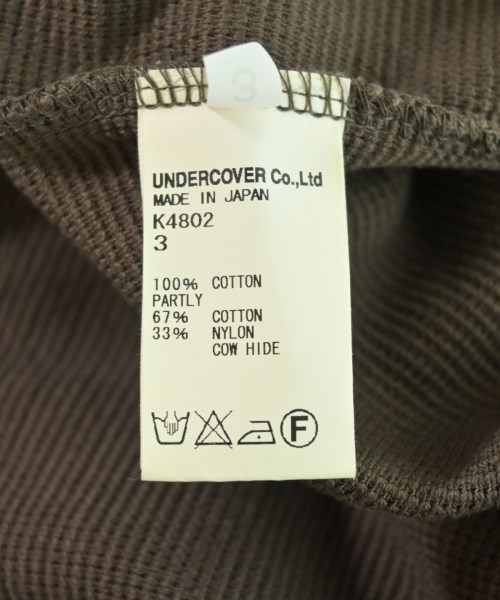 3
UNDERCOVER Co.,Ltd
MADE IN JAPAN
K4802
3
100% COTTON
PARTLY
67% COTTON
33% NYLON
COW HIDE
F